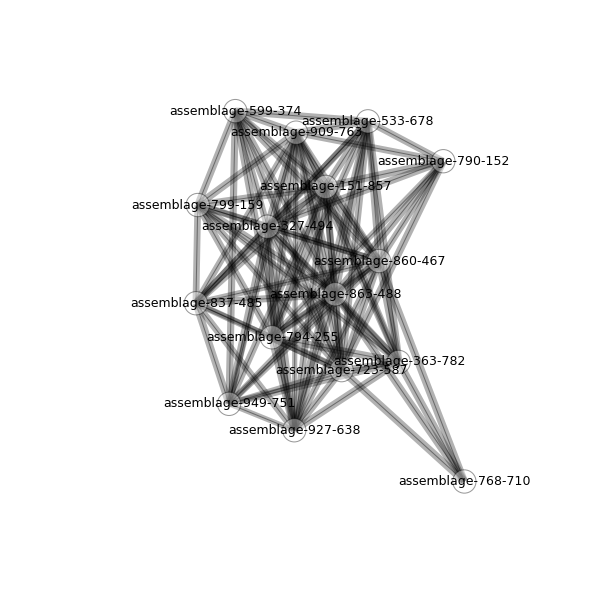 assemblage-599-374
assemblage-533-678
assemblage-909-763
assemblage-790-152
assemblage-151-857
assemblage-799-159
assemblage-327-494
assemblage-860-467
assemblage-863-488
assemblage-837-485
assemblage-794-255
assemblage-363-782
assemblage-723-587
assemblage-949-751
assemblage-927-638
assemblage-768-710